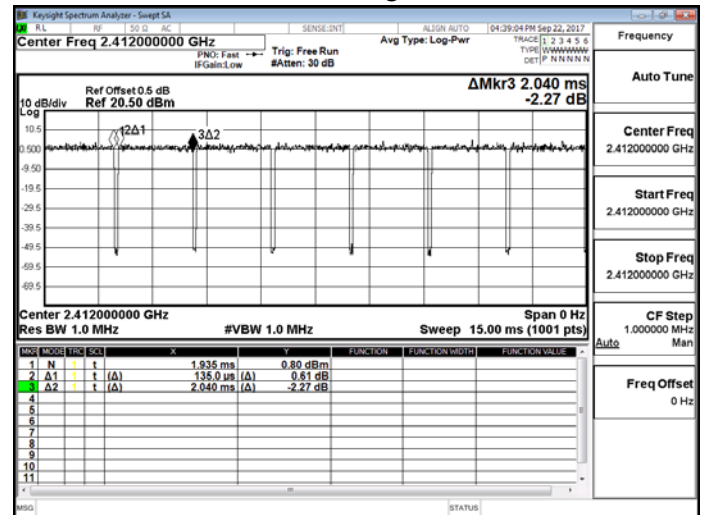 Keysight Spectrum Analyzer - Swept SA
RL RF 50 Ω AC SENSE:INT ALIGN AUTO 04:39:04 PM Sep 22, 2017
Center Freq 2.412000000 GHz
PNO: Fast
IFGain:Low
Trig: Free Run
#Atten: 30 dB
Avg Type: Log-Pwr
TRACE 1 2 3 4 5 6
TYPE WWWWWW
DET P N N N N N
Frequency
Ref Offset 0.5 dB
Ref 20.50 dBm
10 dB/div
Log
ΔMkr3 2.040 ms
-2.27 dB
Auto Tune
10.5
0.500
-9.50
-19.5
-29.5
-39.5
-49.5
-59.5
-69.5
12Δ1
3Δ2
Center Freq
2.412000000 GHz
Start Freq
2.412000000 GHz
Stop Freq
2.412000000 GHz
Center 2.412000000 GHz
Span 0 Hz
Res BW 1.0 MHz
#VBW 1.0 MHz
Sweep 15.00 ms (1001 pts)
CF Step
1.000000 MHz
Auto Man
MKR MODE TRC SCL X Y FUNCTION FUNCTION WIDTH FUNCTION VALUE
1 N 1 t 1.935 ms 0.80 dBm
2 Δ1 1 t (Δ) 135.0 µs (Δ) 0.61 dB
3 Δ2 1 t (Δ) 2.040 ms (Δ) -2.27 dB
4
5
6
7
8
9
10
11
Freq Offset
0 Hz
MSG
STATUS